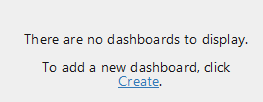 There are no dashboards to display.
To add a new dashboard, click
Create.